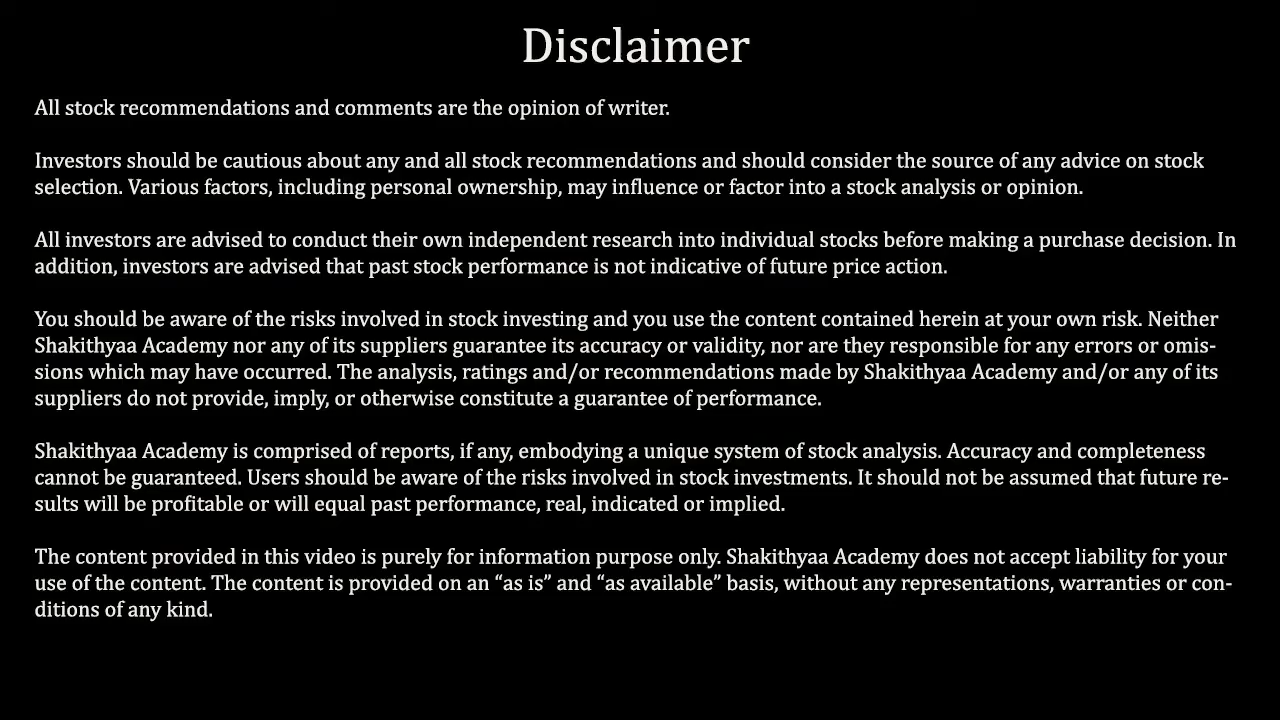 Disclaimer
All stock recommendations and comments are the opinion of writer.
Investors should be cautious about any and all stock recommendations and should consider the source of any advice on stock
selection. Various factors, including personal ownership, may influence or factor into a stock analysis or opinion.
All investors are advised to conduct their own independent research into individual stocks before making a purchase decision. In
addition, investors are advised that past stock performance is not indicative of future price action.
You should be aware of the risks involved in stock investing and you use the content contained herein at your own risk. Neither
Shakithyaa Academy nor any of its suppliers guarantee its accuracy or validity, nor are they responsible for any errors or omis-
sions which may have occurred. The analysis, ratings and/or recommendations made by Shakithyaa Academy and/or any of its
suppliers do not provide, imply, or otherwise constitute a guarantee of performance.
Shakithyaa Academy is comprised of reports, if any, embodying a unique system of stock analysis. Accuracy and completeness
cannot be guaranteed. Users should be aware of the risks involved in stock investments. It should not be assumed that future re-
sults will be profitable or will equal past performance, real, indicated or implied.
The content provided in this video is purely for information purpose only. Shakithyaa Academy does not accept liability for your
use of the content. The content is provided on an “as is” and “as available” basis, without any representations, warranties or con-
ditions of any kind.